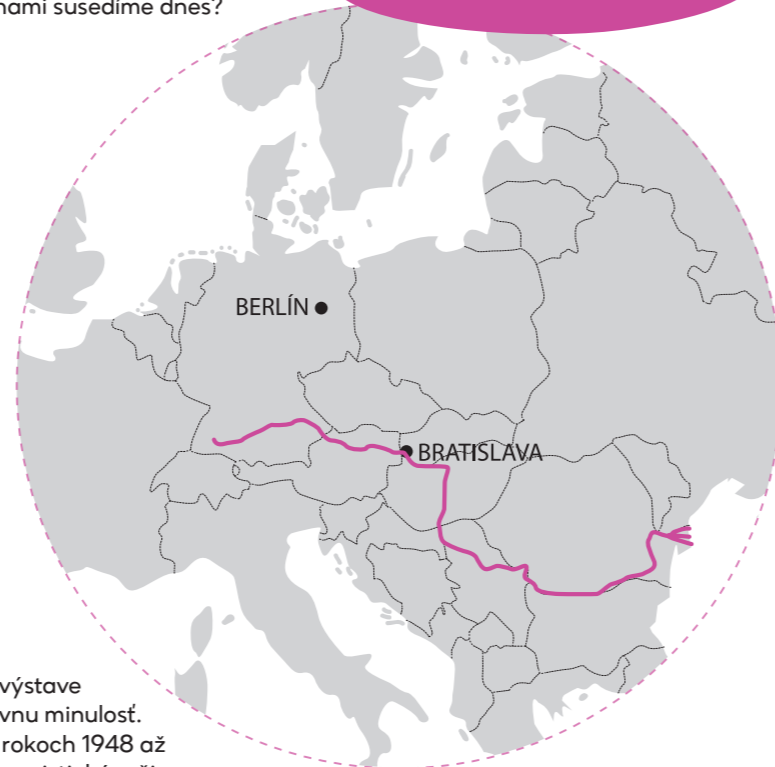 nami susedíme dnes?
BERLÍN
BRATISLAVA
výstave
vnu minulosť.
rokoch 1948 až